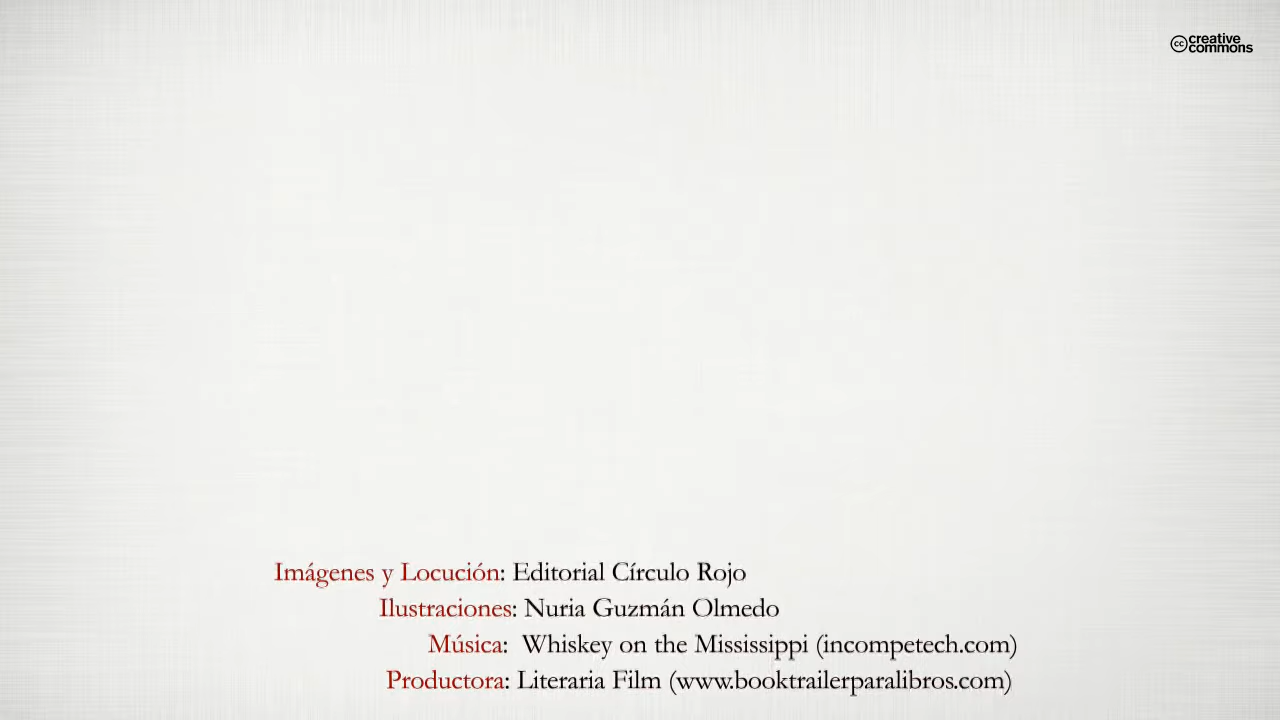 cc creative
commons
Imágenes y Locución: Editorial Círculo Rojo
Ilustraciones: Nuria Guzmán Olmedo
Música: Whiskey on the Mississippi (incompetech.com)
Productora: Literaria Film (www.booktrailerparalibros.com)